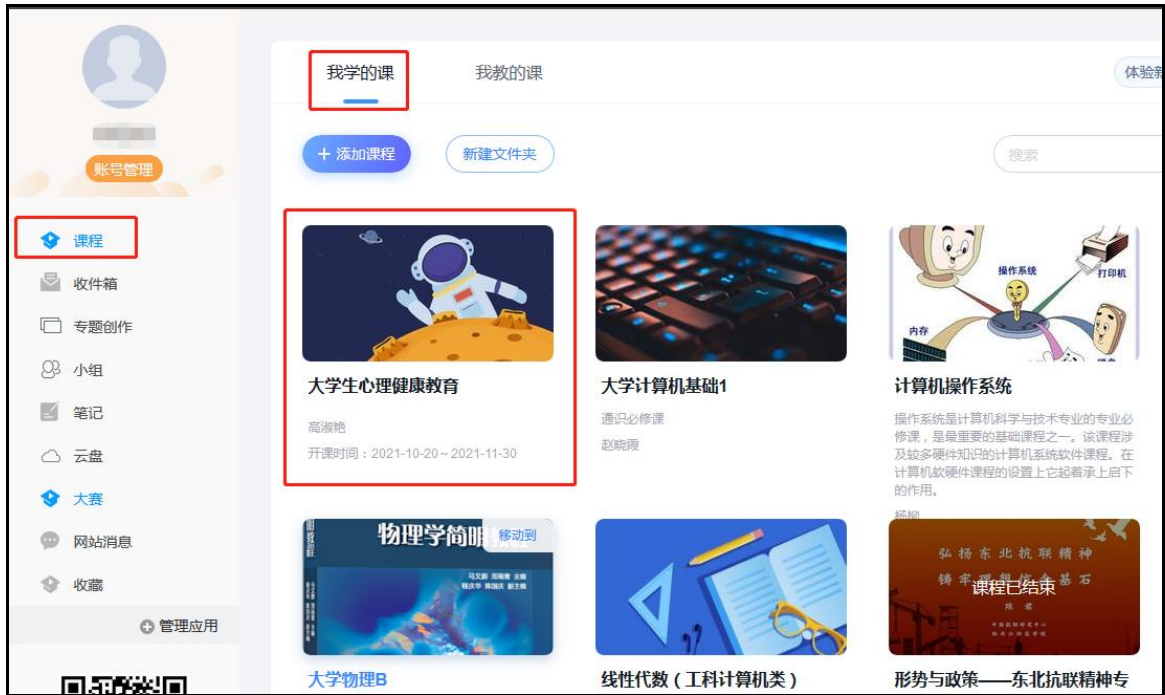 我学的课
我教的课
体验新
+ 添加课程
新建文件夹
搜索
账号管理
课程
收件箱
专题创作
小组
笔记
云盘
大赛
网站消息
收藏
管理应用
大学生心理健康教育
高淑艳
开课时间：2021-10-20～2021-11-30
大学计算机基础1
通识必修课
赵晓霞
操作系统
打印机
内存
计算机操作系统
操作系统是计算机科学与技术专业的专业必
修课，是最重要的基础课程之一。该课程涉
及较多硬件知识的计算机系统软件课程。在
计算机软硬件课程的设置上它起着承上启下
的作用。
杨柳
物理学简明
移动到
大学物理B
线性代数（工科计算机类）
弘扬东北抗联精神
课程已结束
形势与政策——东北抗联精神专